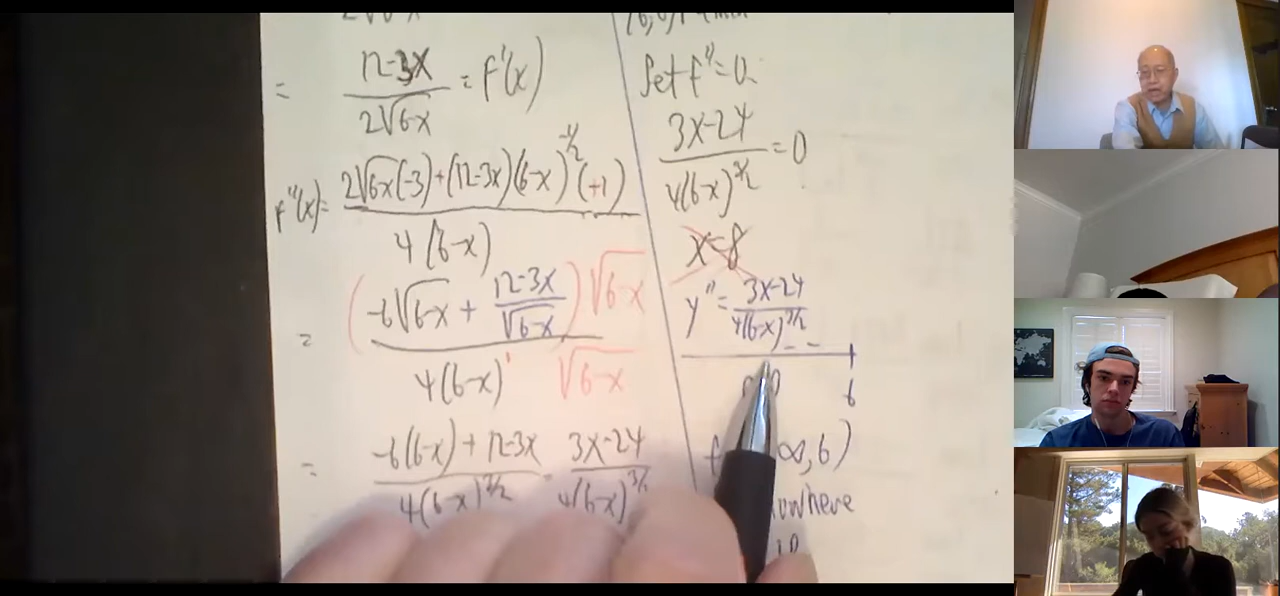 = 12-3x / 2√6-x = f'(x)
f''(x) = 2√6-x (-3) + (12-3x)(6-x)^-1/2 (+1) / 4(6-x)
= (-6√6-x + 12-3x / √6-x) √6-x / 4(6-x)^1 √6-x
= -6(6-x) + 12-3x / 4(6-x)^3/2 = 3x-24 / 4(6-x)^3/2
Set f''=0
3x-24 / 4(6-x)^3/2 = 0
x=8
y'' = 3x-24 / 4(6-x)^3/2
- -
6
∞, 6)
nowhere